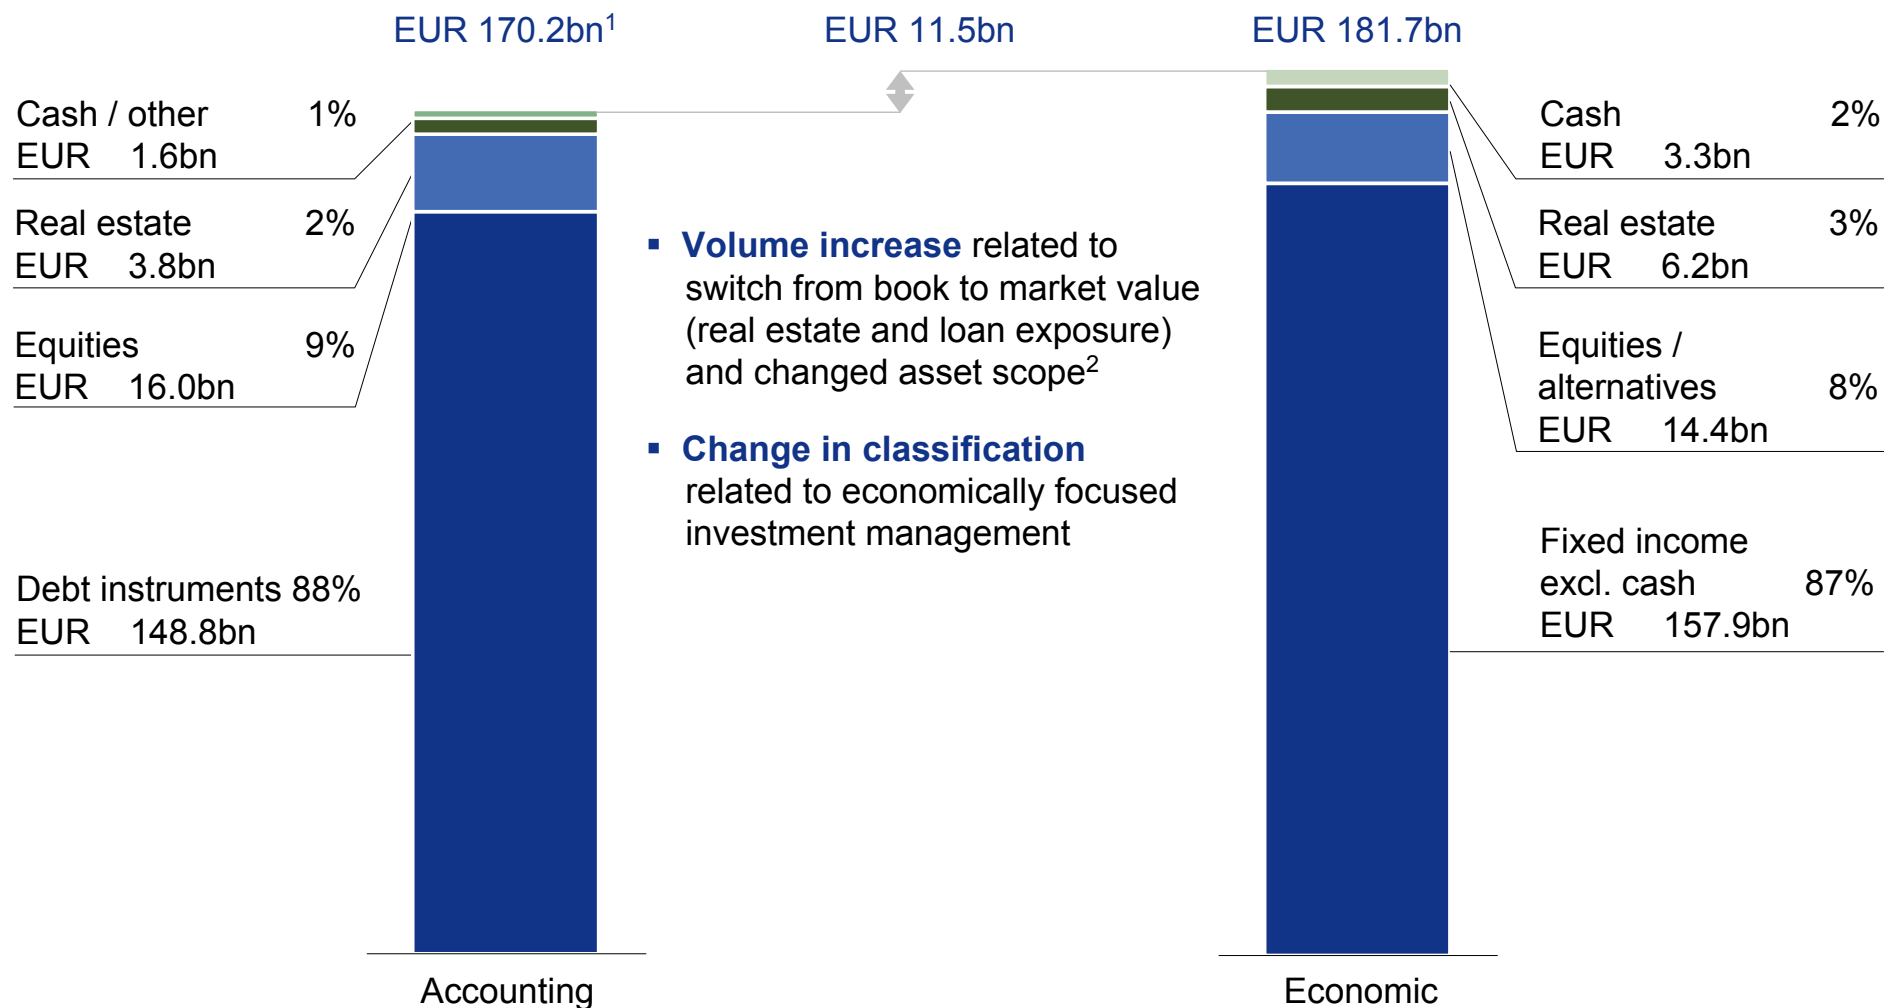 EUR 170.2bn1
EUR 11.5bn
EUR 181.7bn
Cash / other 1%
EUR 1.6bn
Real estate 2%
EUR 3.8bn
Equities 9%
EUR 16.0bn
Debt instruments 88%
EUR 148.8bn
▪ Volume increase related to
switch from book to market value
(real estate and loan exposure)
and changed asset scope2
▪ Change in classification
related to economically focused
investment management
Cash 2%
EUR 3.3bn
Real estate 3%
EUR 6.2bn
Equities /
alternatives 8%
EUR 14.4bn
Fixed income
excl. cash 87%
EUR 157.9bn
Accounting
Economic